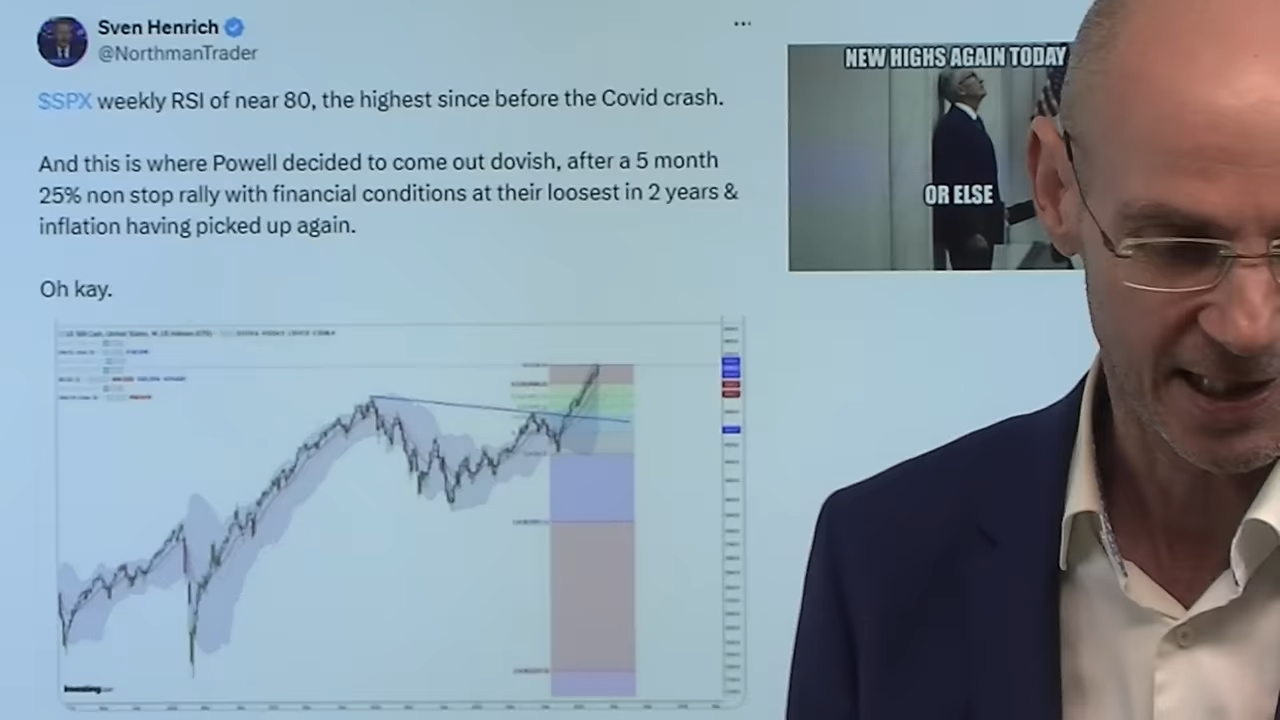 Sven Henrich
@NorthmanTrader
$SPX weekly RSI of near 80, the highest since before the Covid crash.
And this is where Powell decided to come out dovish, after a 5 month
25% non stop rally with financial conditions at their loosest in 2 years &
inflation having picked up again.
Oh kay.
Investing
NEW HIGHS AGAIN TODAY
OR ELSE